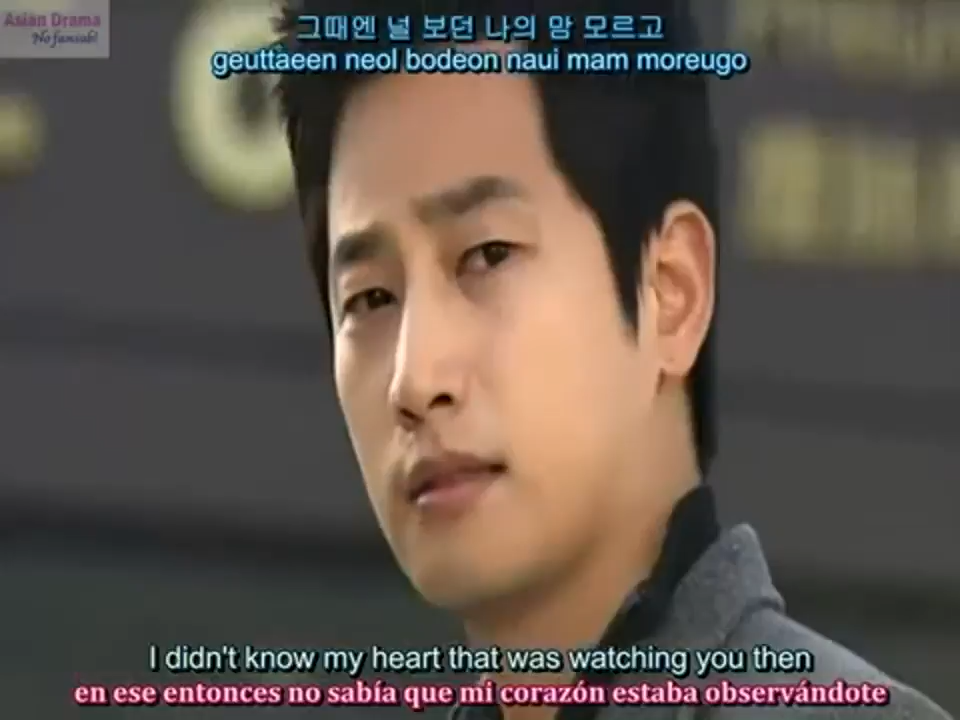 Asian Drama
No fansub!
그때엔 널 보던 나의 맘 모르고
geuttaeen neol bodeon naui mam moreugo
I didn't know my heart that was watching you then
en ese entonces no sabía que mi corazón estaba observándote